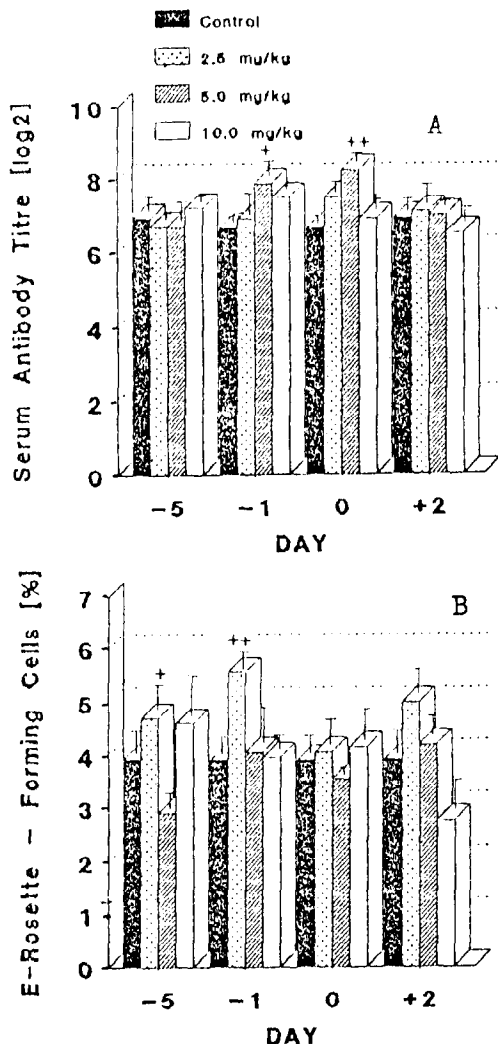 Control
2.5 mg/kg
5.0 mg/kg
10.0 mg/kg
A
Serum Antibody Titre [log2]
10
8
6
4
2
0
+
++
-5 -1 0 +2
DAY
B
E-Rosette - Forming Cells [%]
7
6
5
4
3
2
1
0
+
++
-5 -1 0 +2
DAY